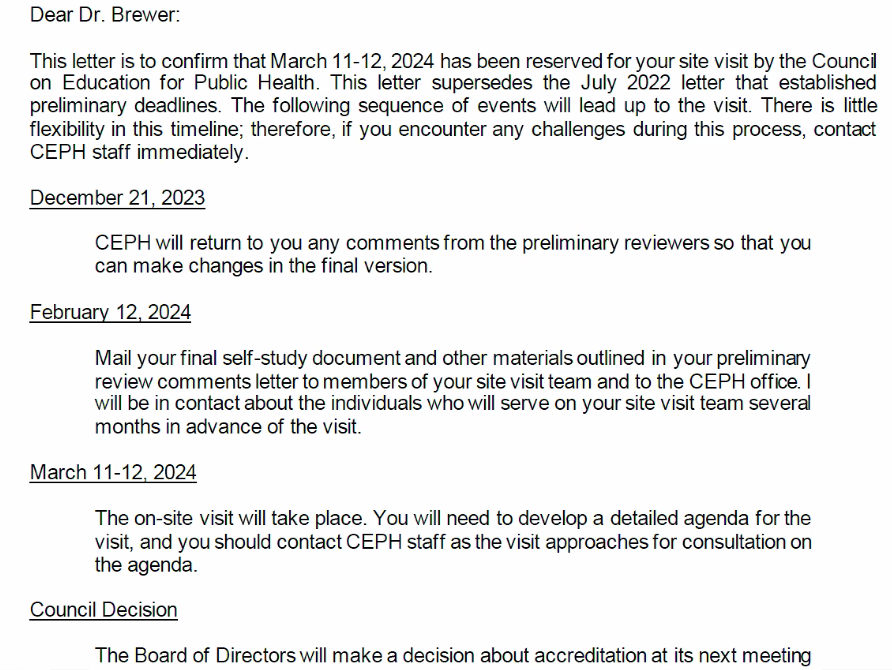 Dear Dr. Brewer:
This letter is to confirm that March 11-12, 2024 has been reserved for your site visit by the Council
on Education for Public Health. This letter supersedes the July 2022 letter that established
preliminary deadlines. The following sequence of events will lead up to the visit. There is little
flexibility in this timeline; therefore, if you encounter any challenges during this process, contact
CEPH staff immediately.
December 21, 2023
CEPH will return to you any comments from the preliminary reviewers so that you
can make changes in the final version.
February 12, 2024
Mail your final self-study document and other materials outlined in your preliminary
review comments letter to members of your site visit team and to the CEPH office. I
will be in contact about the individuals who will serve on your site visit team several
months in advance of the visit.
March 11-12, 2024
The on-site visit will take place. You will need to develop a detailed agenda for the
visit, and you should contact CEPH staff as the visit approaches for consultation on
the agenda.
Council Decision
The Board of Directors will make a decision about accreditation at its next meeting